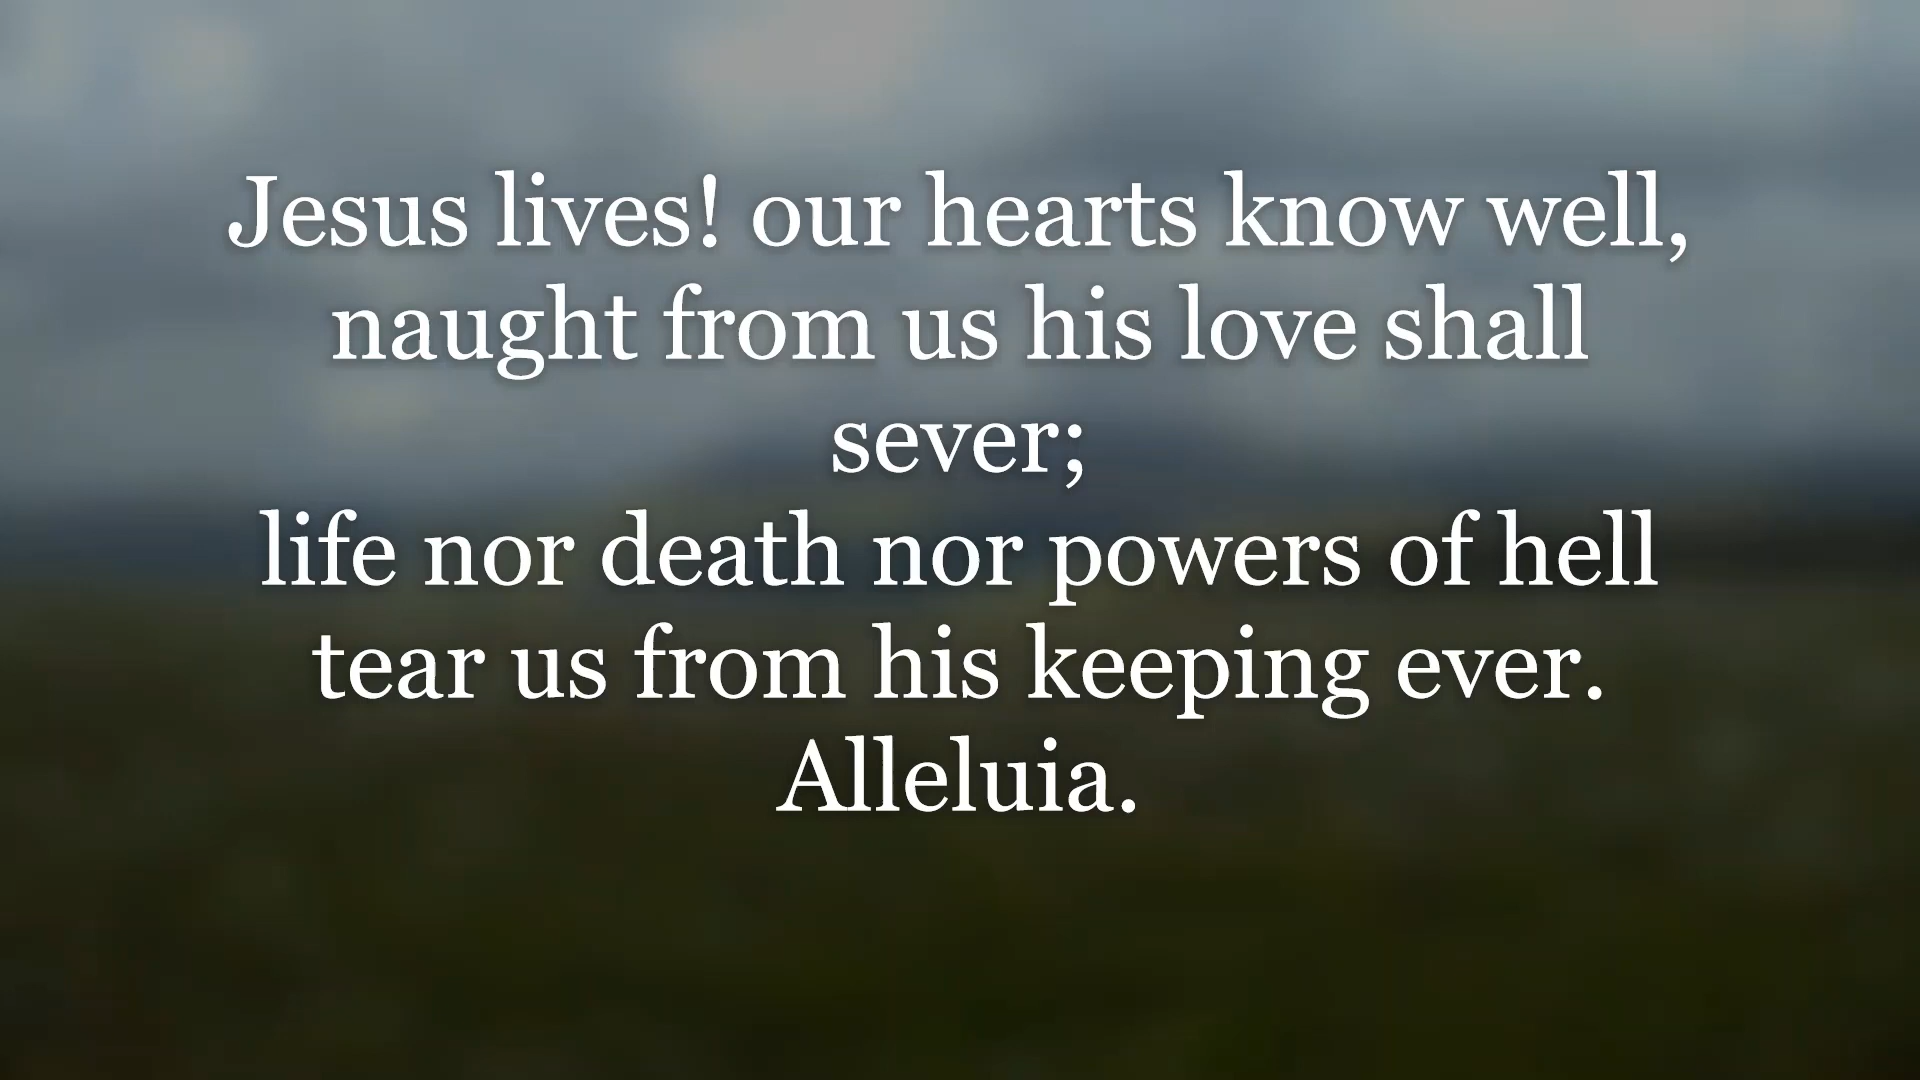 Jesus lives! our hearts know well,
naught from us his love shall
sever;
life nor death nor powers of hell
tear us from his keeping ever.
Alleluia.